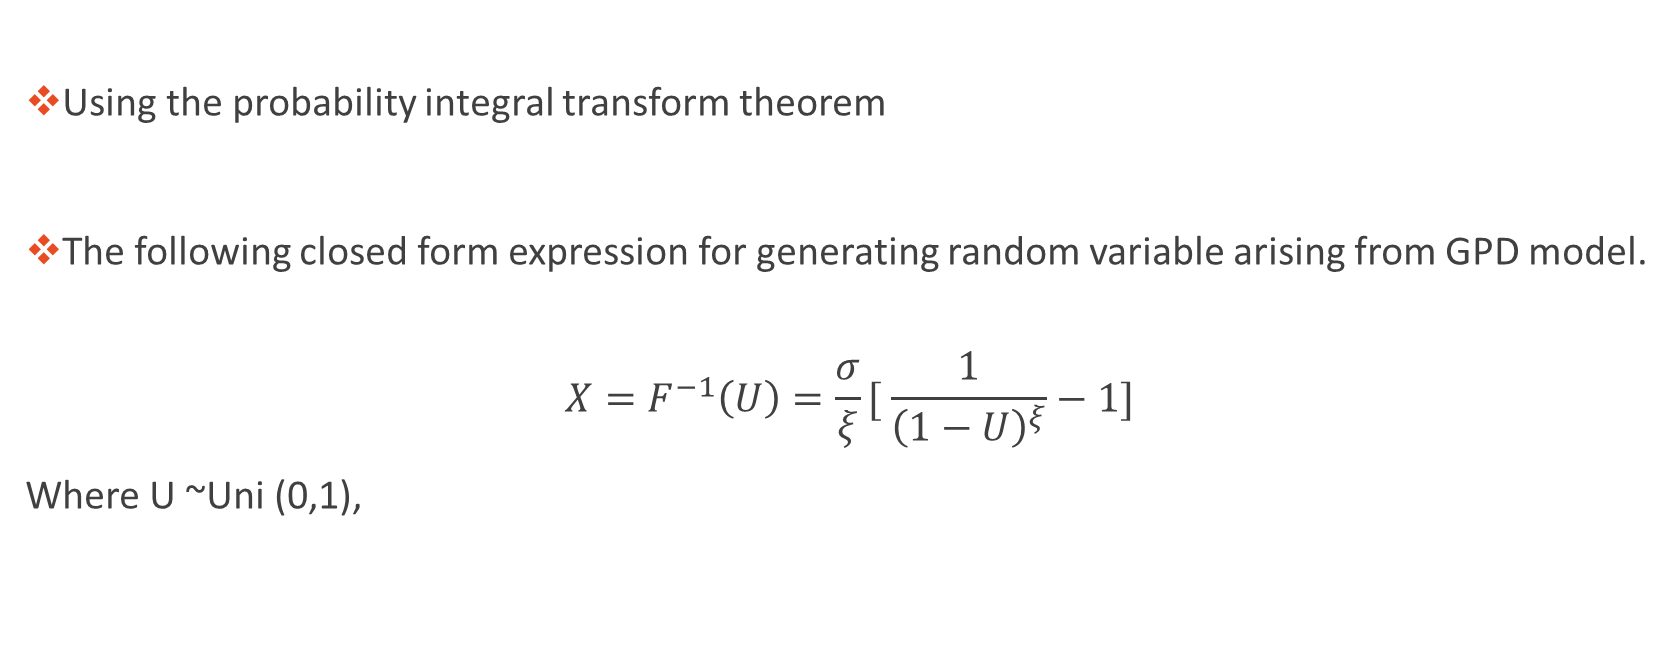 ❖Using the probability integral transform theorem
❖The following closed form expression for generating random variable arising from GPD model.
X = F⁻¹(U) = σ/ξ [1/(1 − U)^ξ − 1]
Where U ~Uni (0,1),